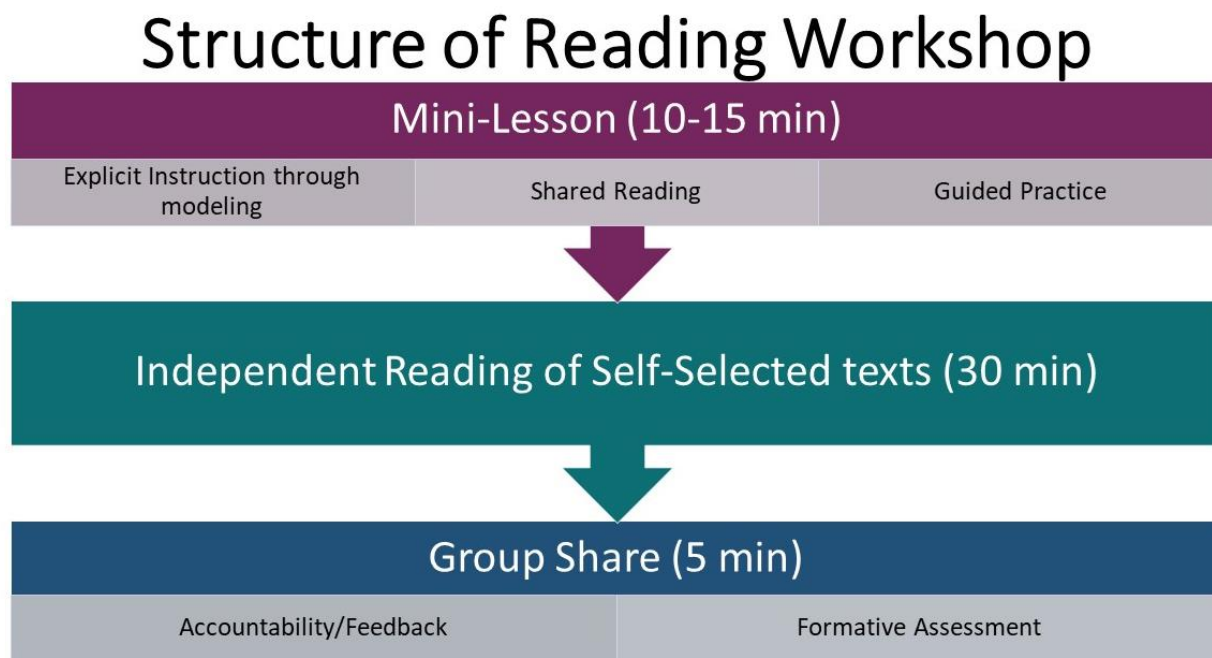 Structure of Reading Workshop
Mini-Lesson (10-15 min)
Explicit Instruction through
modeling
Shared Reading
Guided Practice
Independent Reading of Self-Selected texts (30 min)
Group Share (5 min)
Accountability/Feedback
Formative Assessment